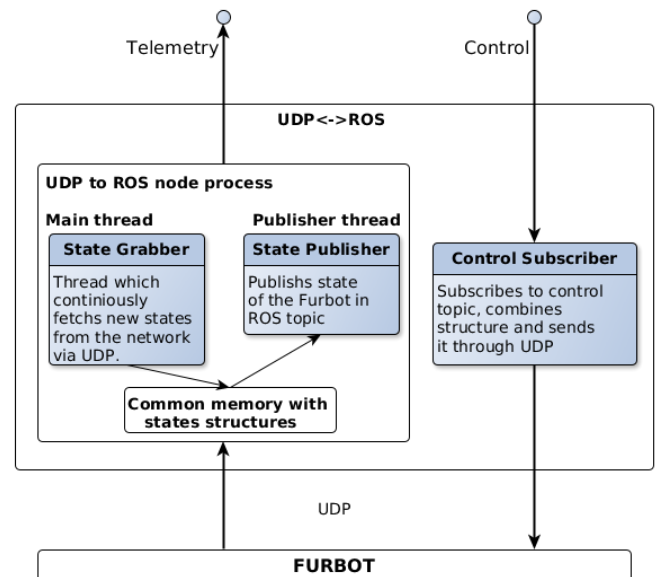 Telemetry
Control
UDP<->ROS
UDP to ROS node process
Main thread
Publisher thread
State Grabber
Thread which
continiously
fetchs new states
from the network
via UDP.
State Publisher
Publishs state
of the Furbot in
ROS topic
Control Subscriber
Subscribes to control
topic, combines
structure and sends
it through UDP
Common memory with
states structures
UDP
FURBOT